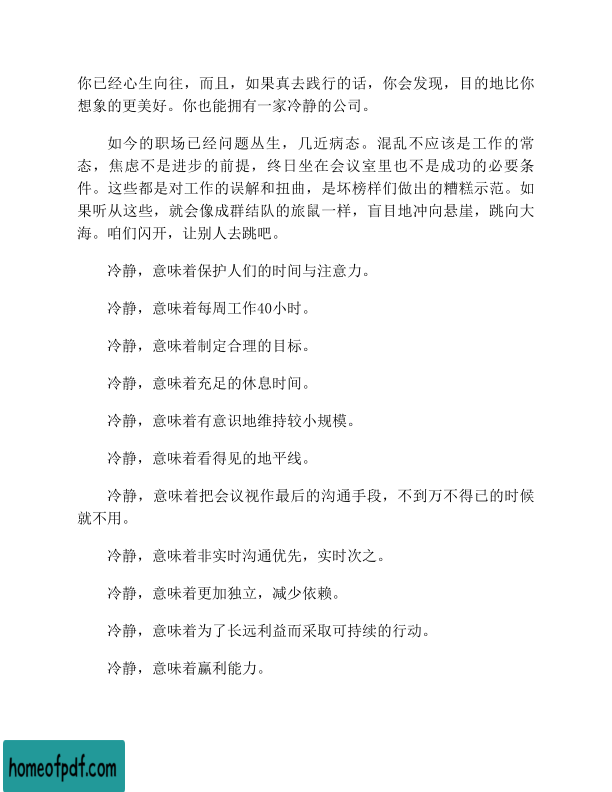 你已经心生向往，而且，如果真去践行的话，你会发现，目的地比你
想象的更美好。你也能拥有一家冷静的公司。
如今的职场已经问题丛生，几近病态。混乱不应该是工作的常
态，焦虑不是进步的前提，终日坐在会议室里也不是成功的必要条
件。这些都是对工作的误解和扭曲，是坏榜样们做出的糟糕示范。如
果听从这些，就会像成群结队的旅鼠一样，盲目地冲向悬崖，跳向大
海。咱们闪开，让别人去跳吧。
冷静，意味着保护人们的时间与注意力。
冷静，意味着每周工作40小时。
冷静，意味着制定合理的目标。
冷静，意味着充足的休息时间。
冷静，意味着有意识地维持较小规模。
冷静，意味着看得见的地平线。
冷静，意味着把会议视作最后的沟通手段，不到万不得已的时候
就不用。
冷静，意味着非实时沟通优先，实时次之。
冷静，意味着更加独立，减少依赖。
冷静，意味着为了长远利益而采取可持续的行动。
冷静，意味着赢利能力。
homeofpdf.com